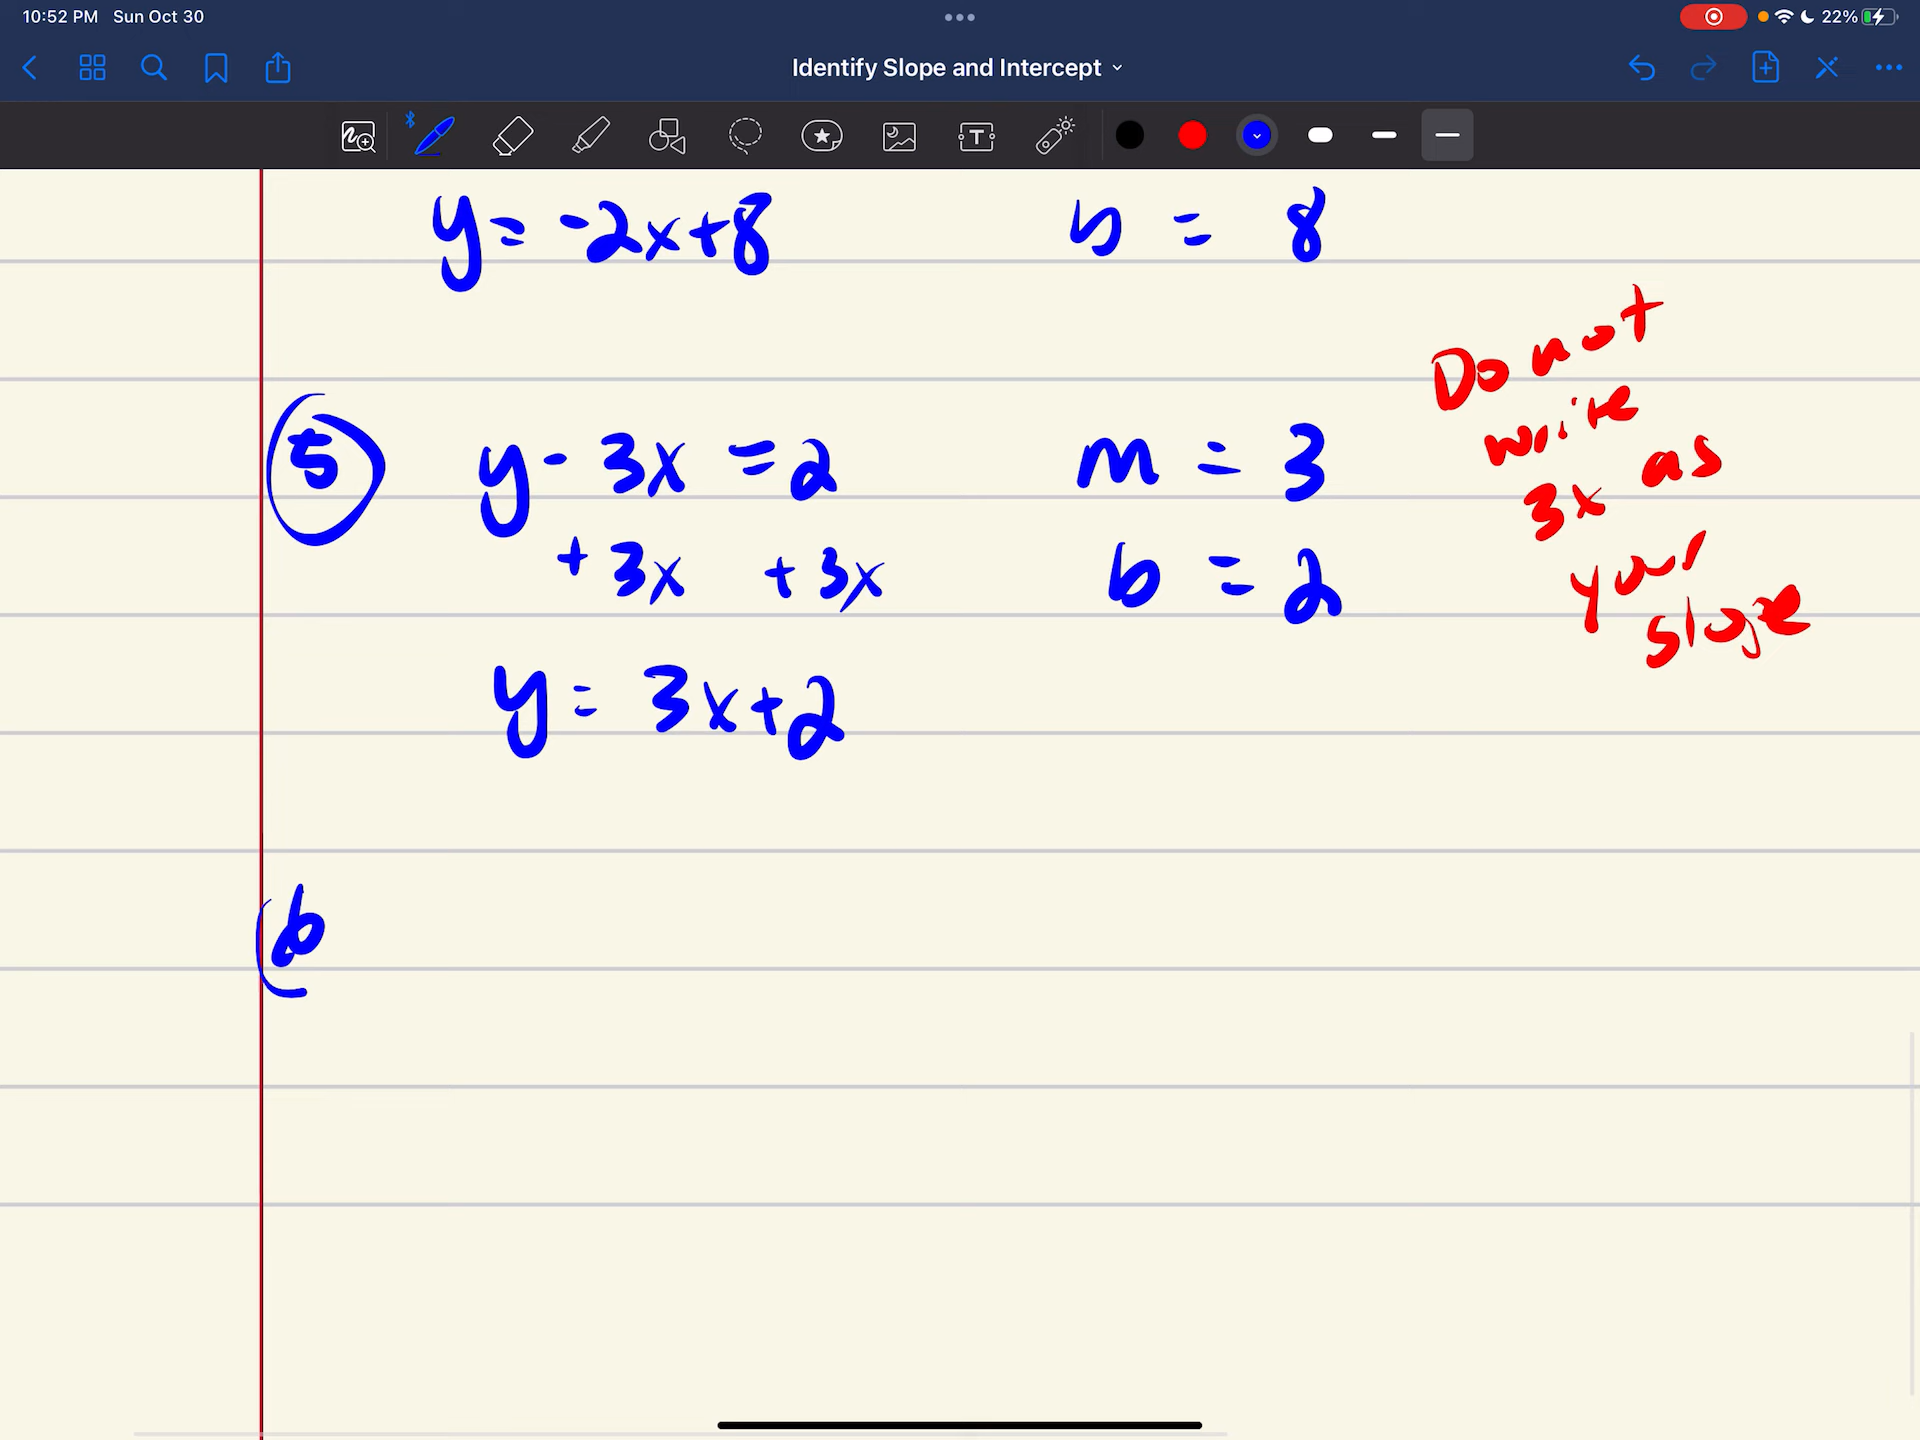 10:52 PM Sun Oct 30
22%
Identify Slope and Intercept
T
y = -2x+8
b = 8
Do not
write
3x as
your
slope
5
y - 3x = 2
m = 3
+ 3x + 3x
b = 2
y = 3x+2
6